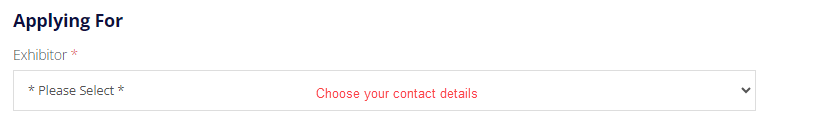 Applying For
Exhibitor *
* Please Select * Choose your contact details